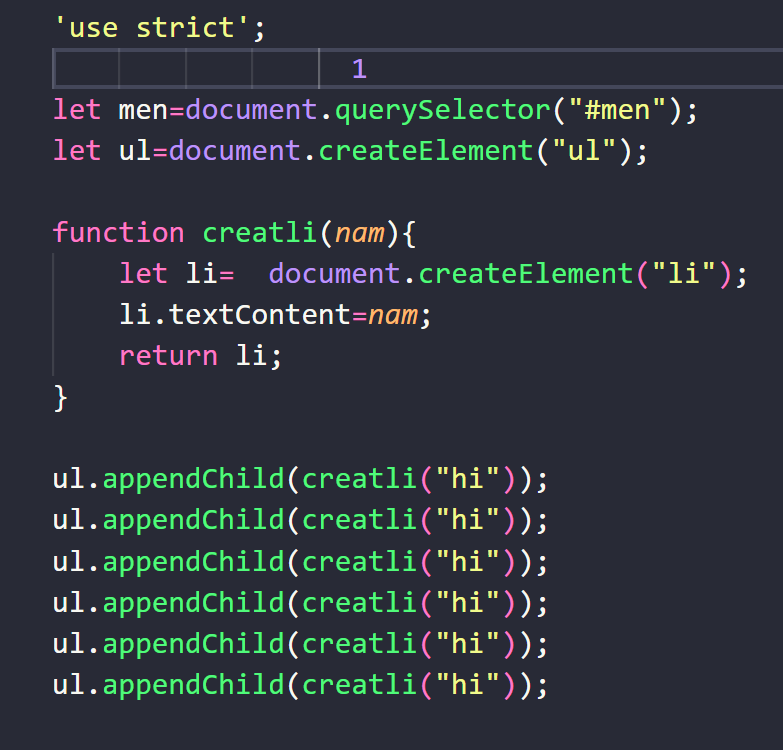 'use strict';
1
let men=document.querySelector("#men");
let ul=document.createElement("ul");
function creatli(nam){
let li=  document.createElement("li");
li.textContent=nam;
return li;
}
ul.appendChild(creatli("hi"));
ul.appendChild(creatli("hi"));
ul.appendChild(creatli("hi"));
ul.appendChild(creatli("hi"));
ul.appendChild(creatli("hi"));
ul.appendChild(creatli("hi"));